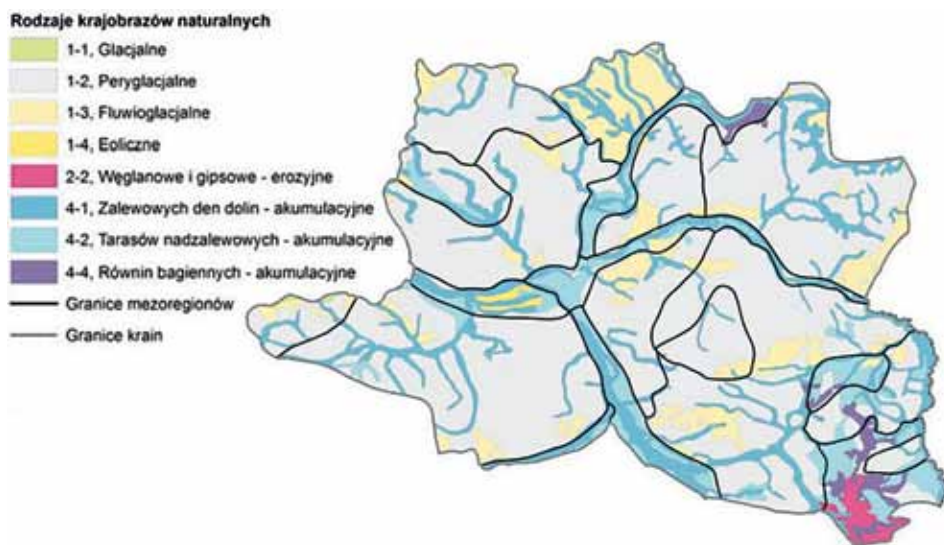 Rodzaje krajobrazów naturalnych
1-1, Glacjalne
1-2, Peryglacjalne
1-3, Fluwioglacjalne
1-4, Eoliczne
2-2, Węglanowe i gipsowe - erozyjne
4-1, Zalewowych den dolin - akumulacyjne
4-2, Tarasów nadzalewowych - akumulacyjne
4-4, Równin bagiennych - akumulacyjne
Granice mezoregionów
Granice krain